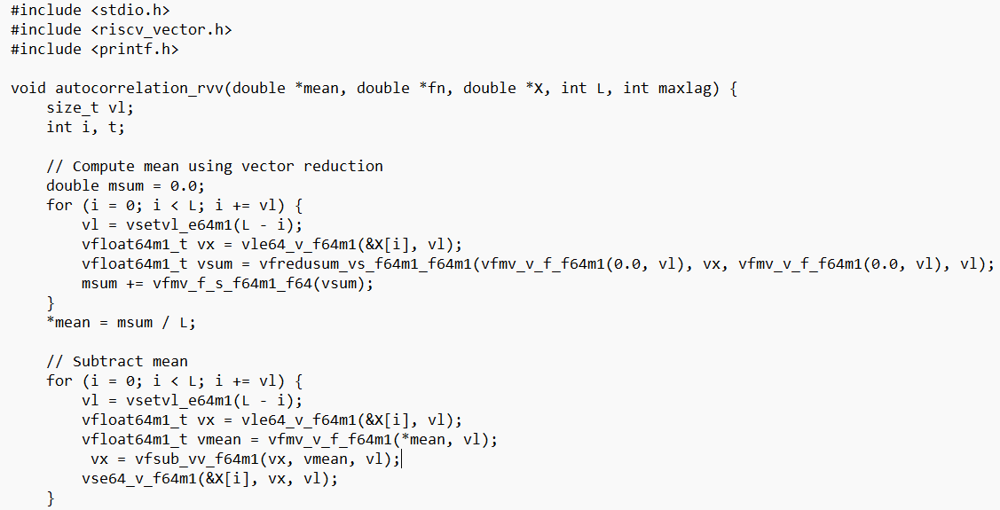 #include <stdio.h>
#include <riscv_vector.h>
#include <printf.h>

void autocorrelation_rvv(double *mean, double *fn, double *X, int L, int maxlag) {
    size_t vl;
    int i, t;

    // Compute mean using vector reduction
    double msum = 0.0;
    for (i = 0; i < L; i += vl) {
        vl = vsetvl_e64m1(L - i);
        vfloat64m1_t vx = vle64_v_f64m1(&X[i], vl);
        vfloat64m1_t vsum = vfredusum_vs_f64m1_f64m1(vfmv_v_f_f64m1(0.0, vl), vx, vfmv_v_f_f64m1(0.0, vl), vl);
        msum += vfmv_f_s_f64m1_f64(vsum);
    }
    *mean = msum / L;

    // Subtract mean
    for (i = 0; i < L; i += vl) {
        vl = vsetvl_e64m1(L - i);
        vfloat64m1_t vx = vle64_v_f64m1(&X[i], vl);
        vfloat64m1_t vmean = vfmv_v_f_f64m1(*mean, vl);
         vx = vfsub_vv_f64m1(vx, vmean, vl);
        vse64_v_f64m1(&X[i], vx, vl);
    }